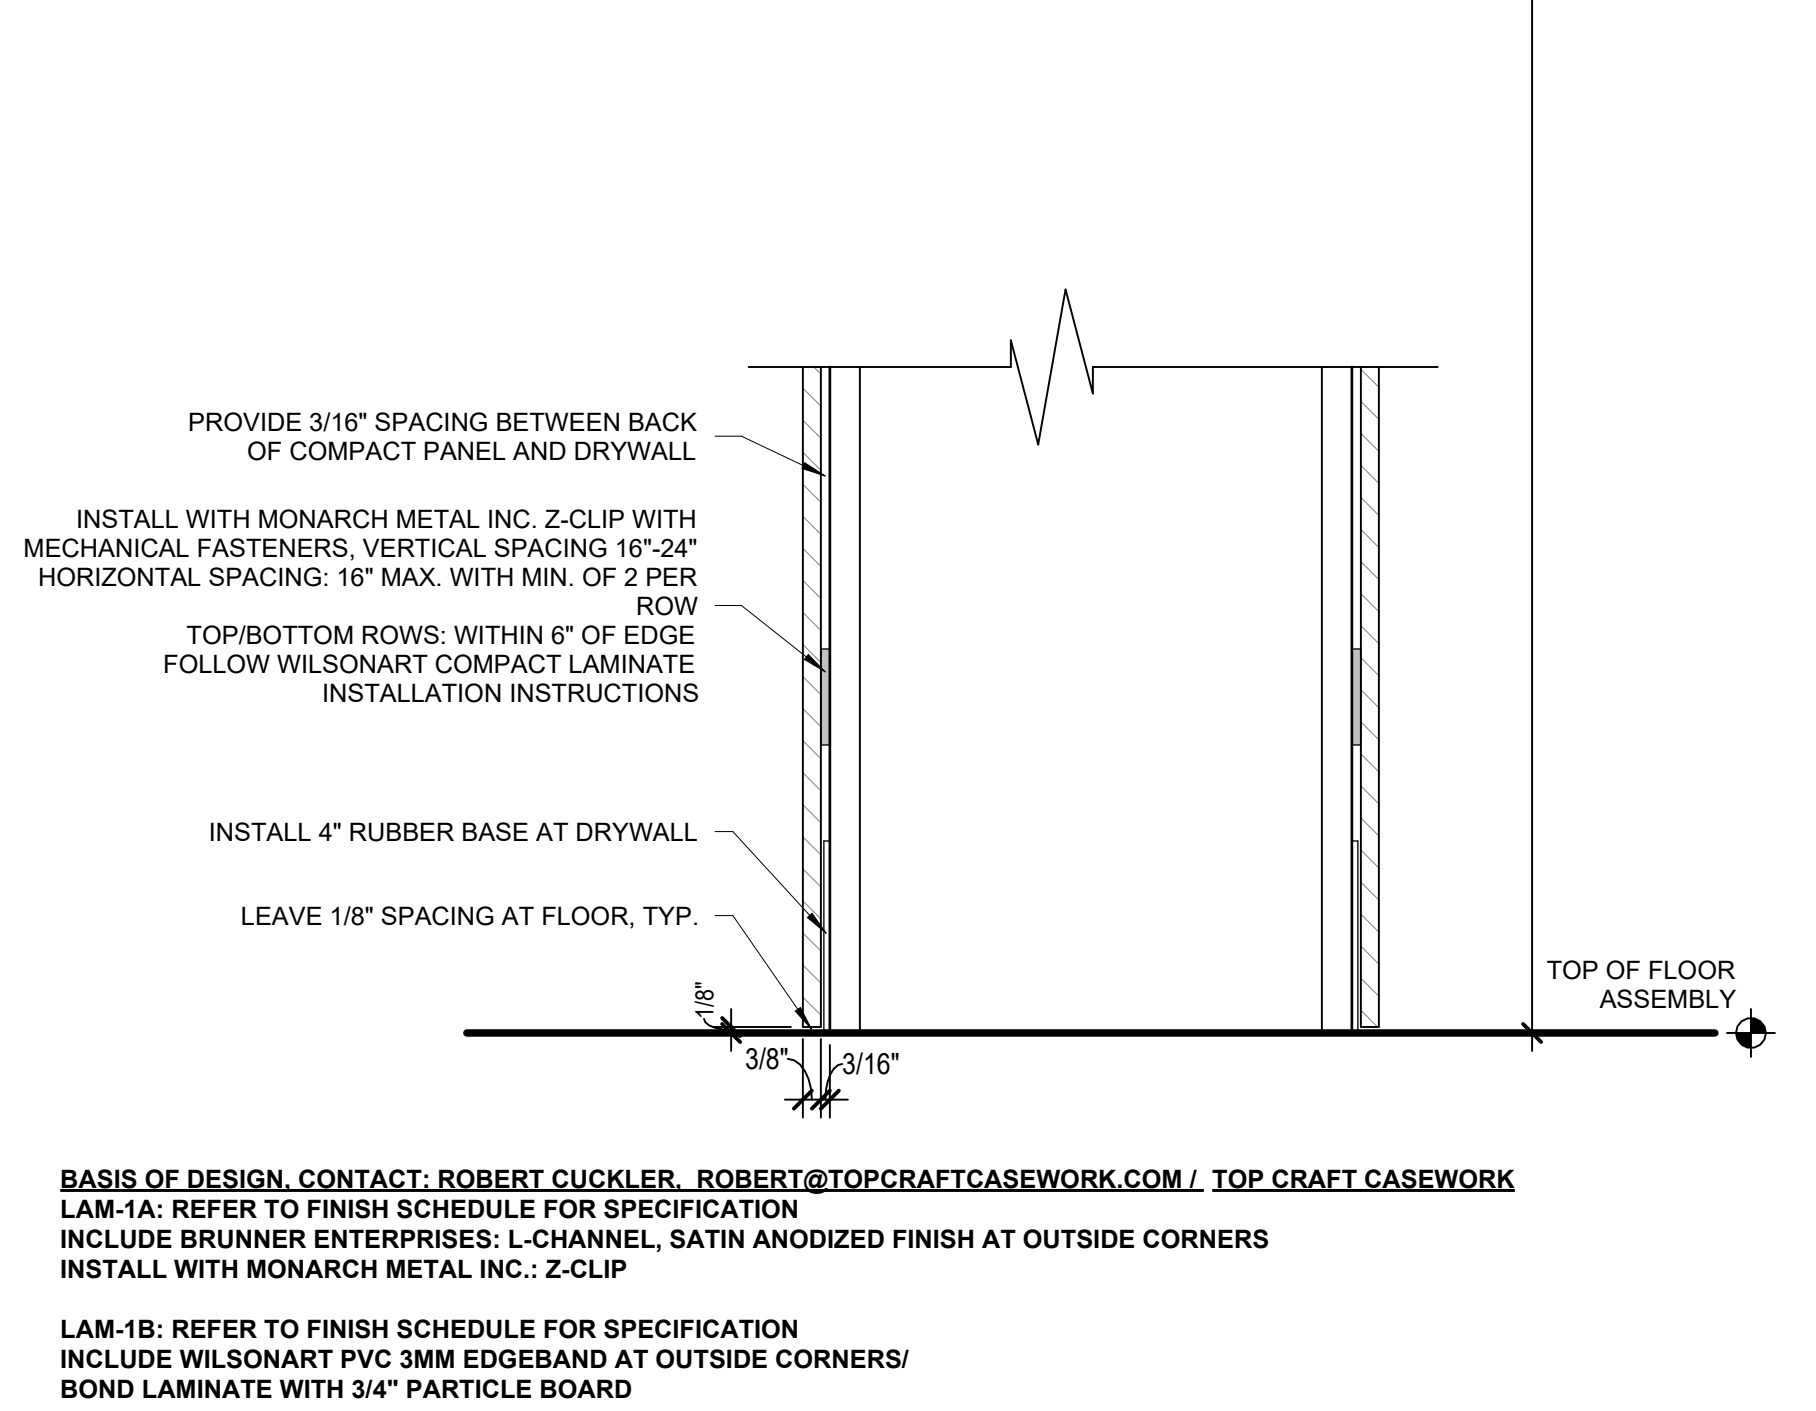 PROVIDE 3/16" SPACING BETWEEN BACK
OF COMPACT PANEL AND DRYWALL
INSTALL WITH MONARCH METAL INC. Z-CLIP WITH
MECHANICAL FASTENERS, VERTICAL SPACING 16"-24"
HORIZONTAL SPACING: 16" MAX. WITH MIN. OF 2 PER
ROW
TOP/BOTTOM ROWS: WITHIN 6" OF EDGE
FOLLOW WILSONART COMPACT LAMINATE
INSTALLATION INSTRUCTIONS
INSTALL 4" RUBBER BASE AT DRYWALL
LEAVE 1/8" SPACING AT FLOOR, TYP.
TOP OF FLOOR
ASSEMBLY
1/8"
3/8"
3/16"
BASIS OF DESIGN, CONTACT: ROBERT CUCKLER, ROBERT@TOPCRAFTCASEWORK.COM / TOP CRAFT CASEWORK
LAM-1A: REFER TO FINISH SCHEDULE FOR SPECIFICATION
INCLUDE BRUNNER ENTERPRISES: L-CHANNEL, SATIN ANODIZED FINISH AT OUTSIDE CORNERS
INSTALL WITH MONARCH METAL INC.: Z-CLIP
LAM-1B: REFER TO FINISH SCHEDULE FOR SPECIFICATION
INCLUDE WILSONART PVC 3MM EDGEBAND AT OUTSIDE CORNERS/
BOND LAMINATE WITH 3/4" PARTICLE BOARD